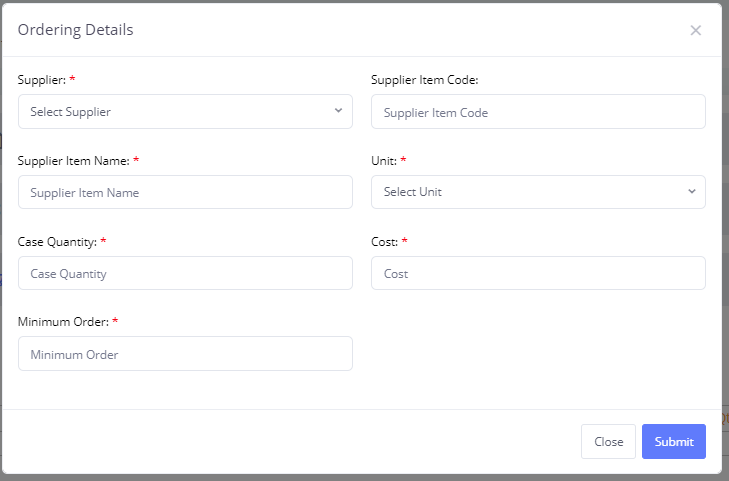 Ordering Details ×
Supplier: * Supplier Item Code:
Select Supplier Supplier Item Code
Supplier Item Name: * Unit: *
Supplier Item Name Select Unit
Case Quantity: * Cost: *
Case Quantity Cost
Minimum Order: *
Minimum Order
Close Submit